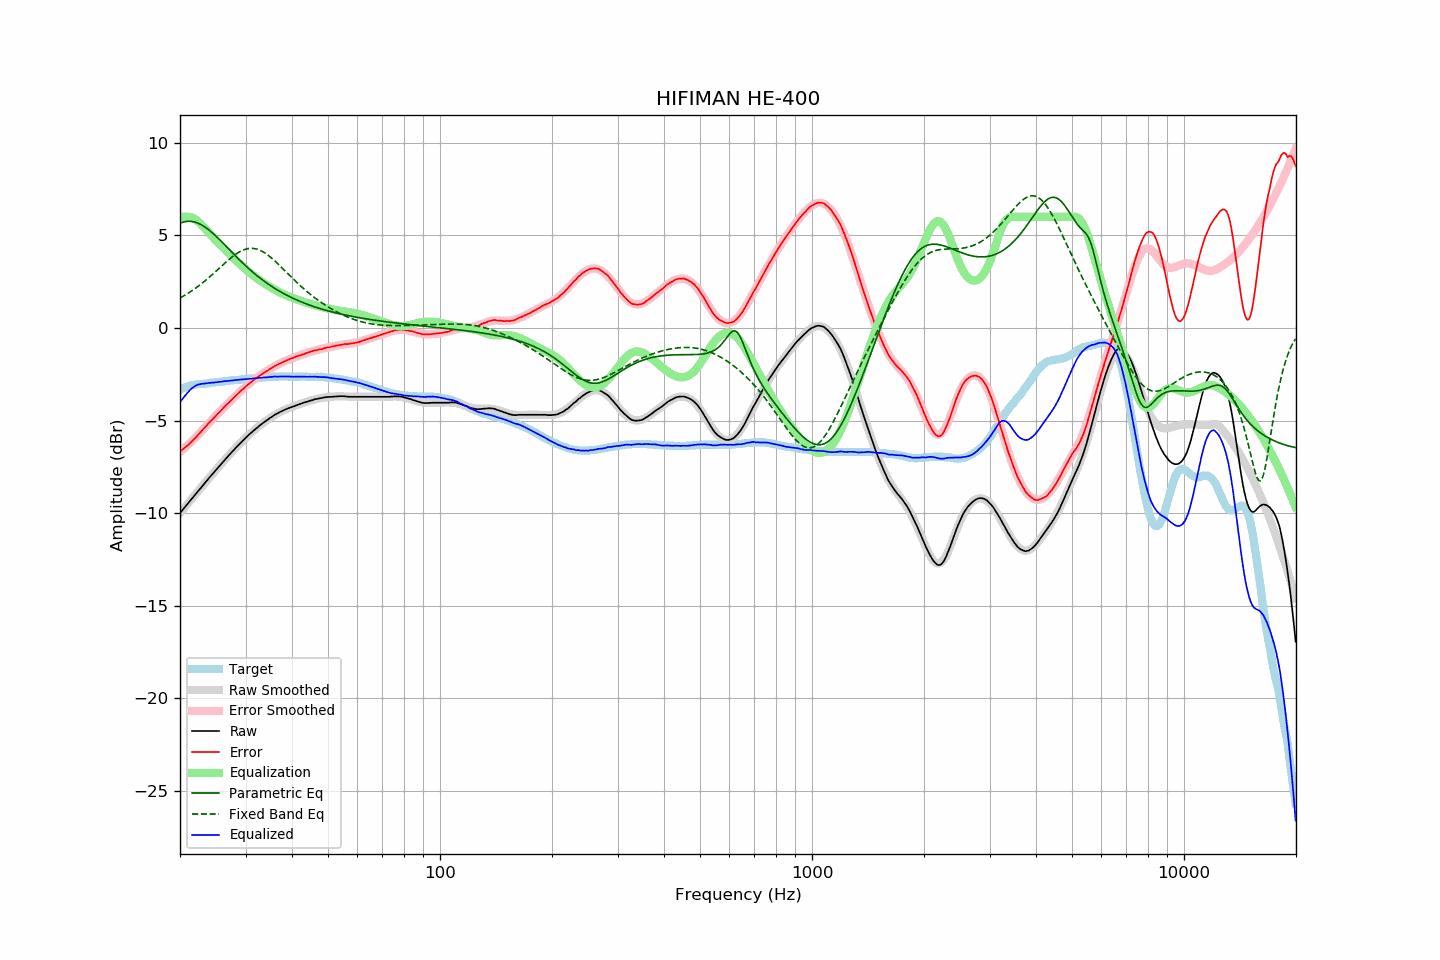 HIFIMAN HE-400
10
5
0
−5
−10
−15
−20
−25
Amplitude (dBr)
Target
Raw Smoothed
Error Smoothed
Raw
Error
Equalization
Parametric Eq
Fixed Band Eq
Equalized
100
1000
10000
Frequency (Hz)